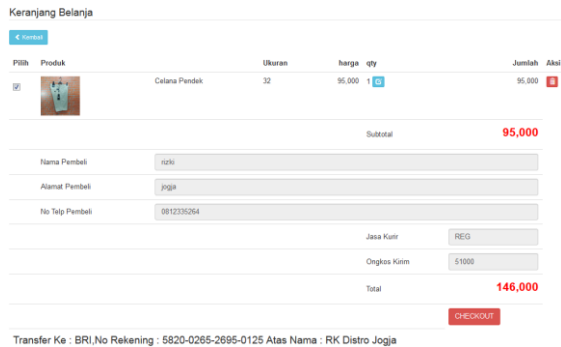 Keranjang Belanja
Kembali
Pilih Produk Ukuran harga qty Jumlah Aksi
Celana Pendek 32 95,000 1 95,000
Subtotal 95,000
Nama Pembeli rizki
Alamat Pembeli jogja
No Telp Pembeli 0812335264
Jasa Kurir REG
Ongkos Kirim 51000
Total 146,000
CHECKOUT
Transfer Ke : BRI,No Rekening : 5820-0265-2695-0125 Atas Nama : RK Distro Jogja